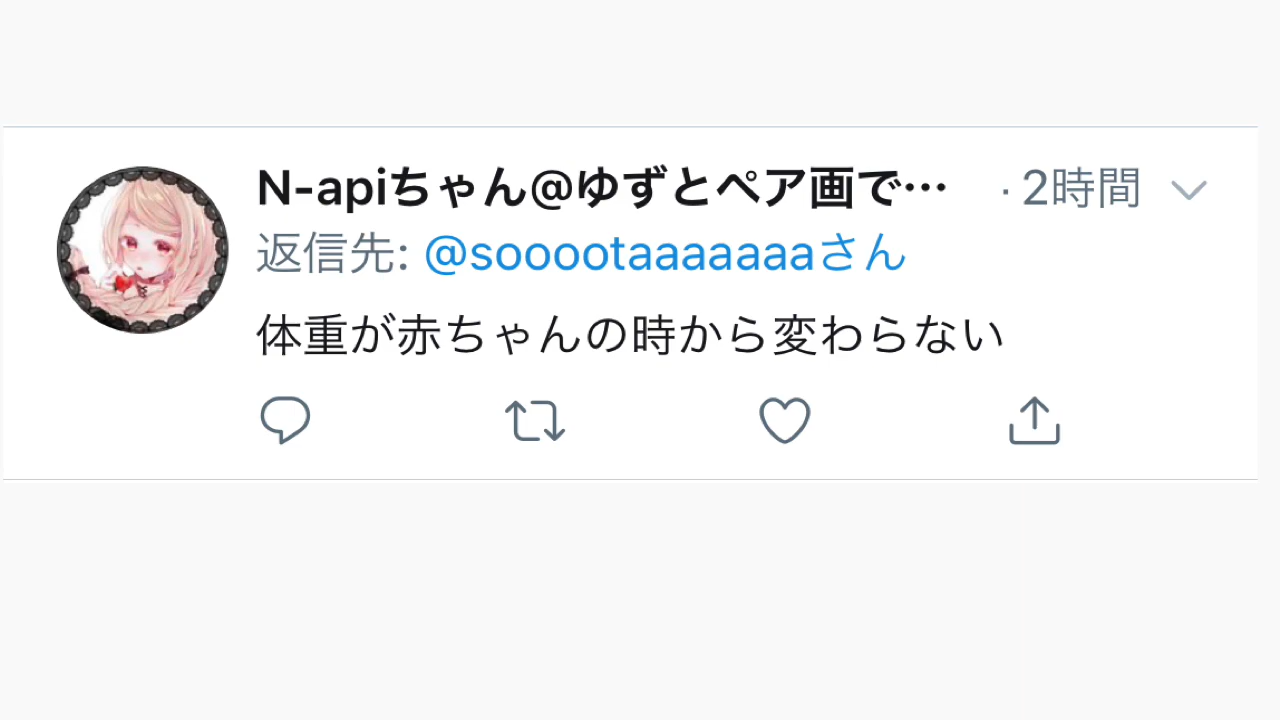 N-apiちゃん@ゆずとペア画で… · 2時間
返信先: @sooootaaaaaaaさん
体重が赤ちゃんの時から変わらない